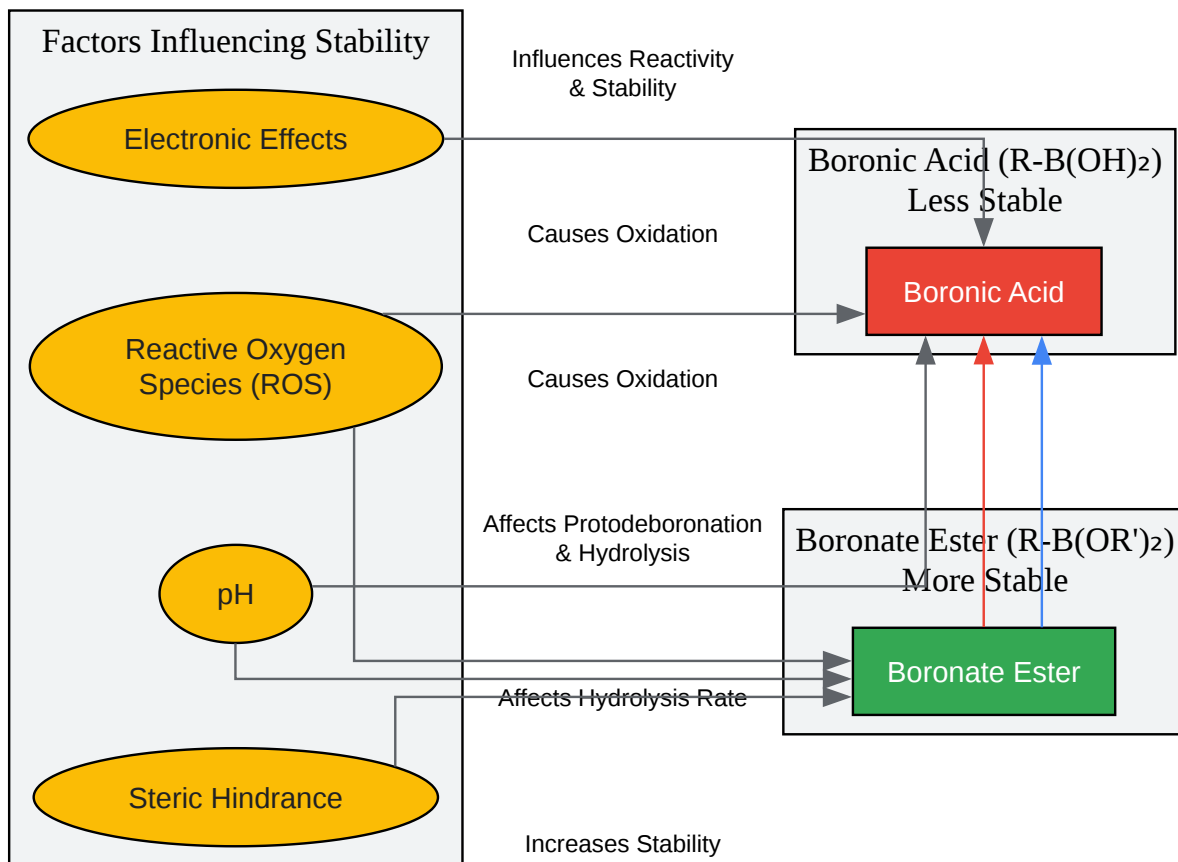 Factors Influencing Stability
Electronic Effects
Reactive Oxygen
Species (ROS)
pH
Steric Hindrance
Influences Reactivity
& Stability
Causes Oxidation
Causes Oxidation
Affects Protodeboronation
& Hydrolysis
Affects Hydrolysis Rate
Increases Stability
Boronic Acid (R-B(OH)₂)
Less Stable
Boronic Acid
Boronate Ester (R-B(OR')₂)
More Stable
Boronate Ester